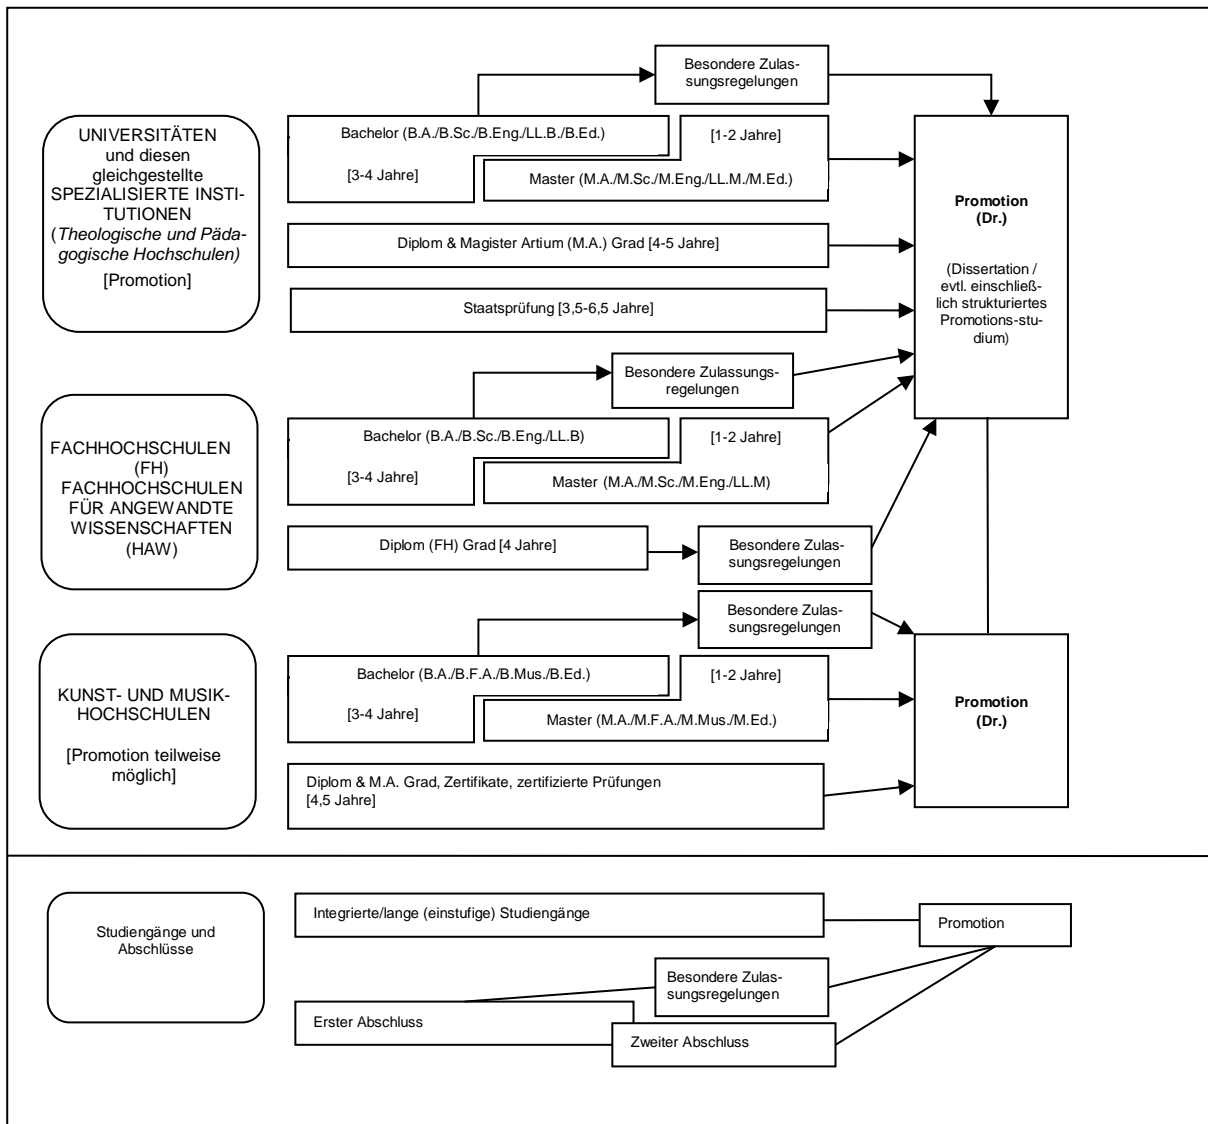 Besondere Zulas-
sungsregelungen
UNIVERSITÄTEN
und diesen
gleichgestellte
SPEZIALISIERTE INSTI-
TUTIONEN
(Theologische und Päda-
gogische Hochschulen)
[Promotion]
Bachelor (B.A./B.Sc./B.Eng./LL.B./B.Ed.)
[1-2 Jahre]
[3-4 Jahre]
Master (M.A./M.Sc./M.Eng./LL.M./M.Ed.)
Diplom & Magister Artium (M.A.) Grad [4-5 Jahre]
Staatsprüfung [3,5-6,5 Jahre]
Promotion
(Dr.)
(Dissertation /
evtl. einschließ-
lich strukturiertes
Promotions-stu-
dium)
Besondere Zulassungs-
regelungen
FACHHOCHSCHULEN
(FH)
FACHHOCHSCHULEN
FÜR ANGEWANDTE
WISSENSCHAFTEN
(HAW)
Bachelor (B.A./B.Sc./B.Eng./LL.B)
[1-2 Jahre]
[3-4 Jahre]
Master (M.A./M.Sc./M.Eng./LL.M)
Diplom (FH) Grad [4 Jahre]
Besondere Zulas-
sungsregelungen
Besondere Zulas-
sungsregelungen
KUNST- UND MUSIK-
HOCHSCHULEN
[Promotion teilweise
möglich]
Bachelor (B.A./B.F.A./B.Mus./B.Ed.)
[1-2 Jahre]
[3-4 Jahre]
Master (M.A./M.F.A./M.Mus./M.Ed.)
Diplom & M.A. Grad, Zertifikate, zertifizierte Prüfungen
[4,5 Jahre]
Promotion
(Dr.)
Studiengänge und
Abschlüsse
Integrierte/lange (einstufige) Studiengänge
Promotion
Besondere Zulas-
sungsregelungen
Erster Abschluss
Zweiter Abschluss